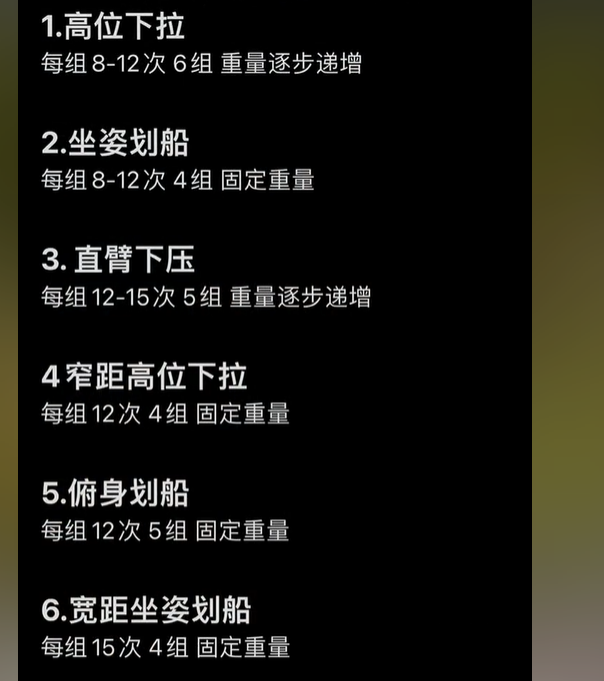 1.高位下拉
每组8-12次 6组 重量逐步递增
2.坐姿划船
每组8-12次 4组 固定重量
3. 直臂下压
每组12-15次 5组 重量逐步递增
4窄距高位下拉
每组12次 4组 固定重量
5.俯身划船
每组12次 5组 固定重量
6.宽距坐姿划船
每组15次 4组 固定重量